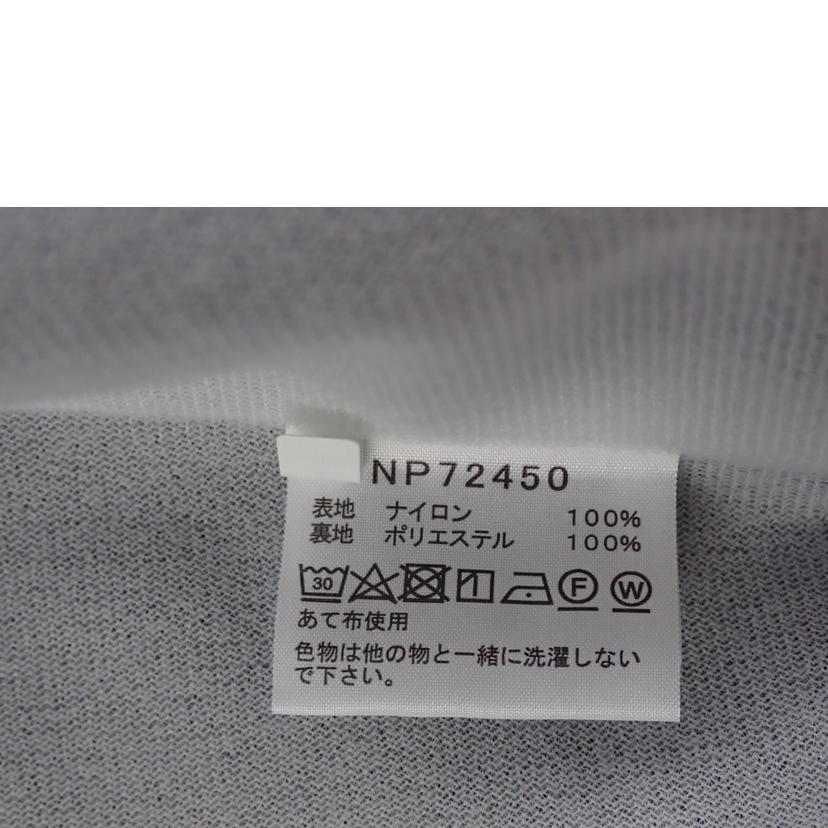 NP72450
表地 ナイロン 100%
裏地 ポリエステル 100%
30 F W
あて布使用
色物は他の物と一緒に洗濯しない
で下さい。